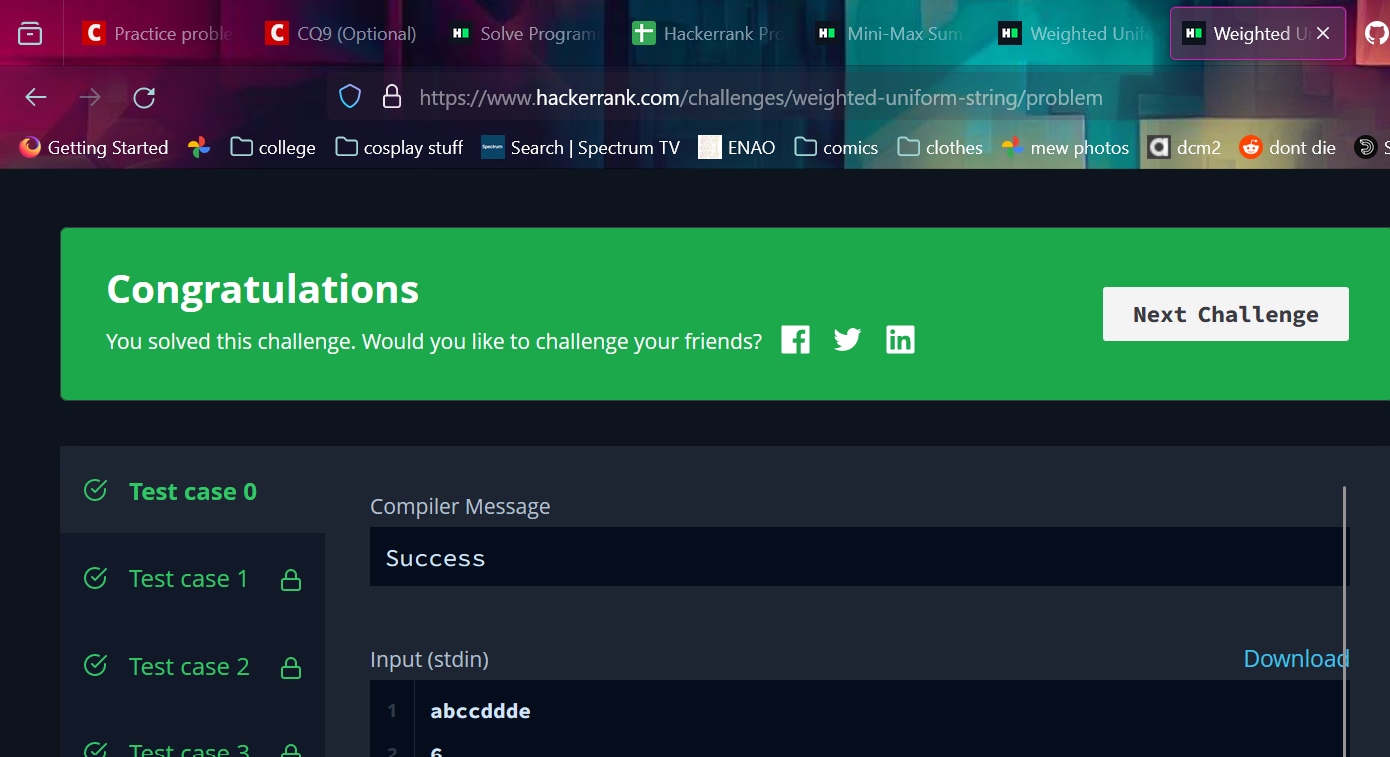 Practice proble
CQ9 (Optional)
Solve Program
Hackerrank Pro
Mini-Max Sum
Weighted Unifo
Weighted Un
https://www.hackerrank.com/challenges/weighted-uniform-string/problem
Getting Started
college
cosplay stuff
Search | Spectrum TV
ENAO
comics
clothes
mew photos
dcm2
dont die
Congratulations
You solved this challenge. Would you like to challenge your friends?
Next Challenge
Test case 0
Test case 1
Test case 2
Test case 3
Compiler Message
Success
Input (stdin)
Download
1 abccddde
2 6